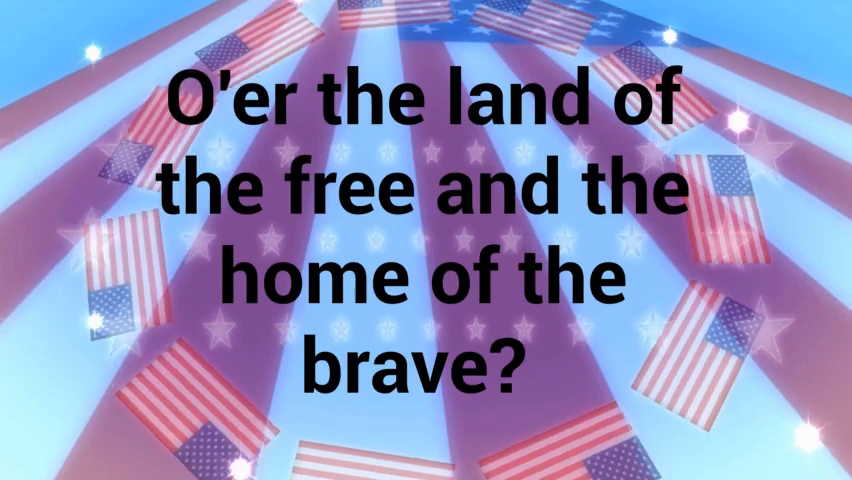 O'er the land of
the free and the
home of the
brave?